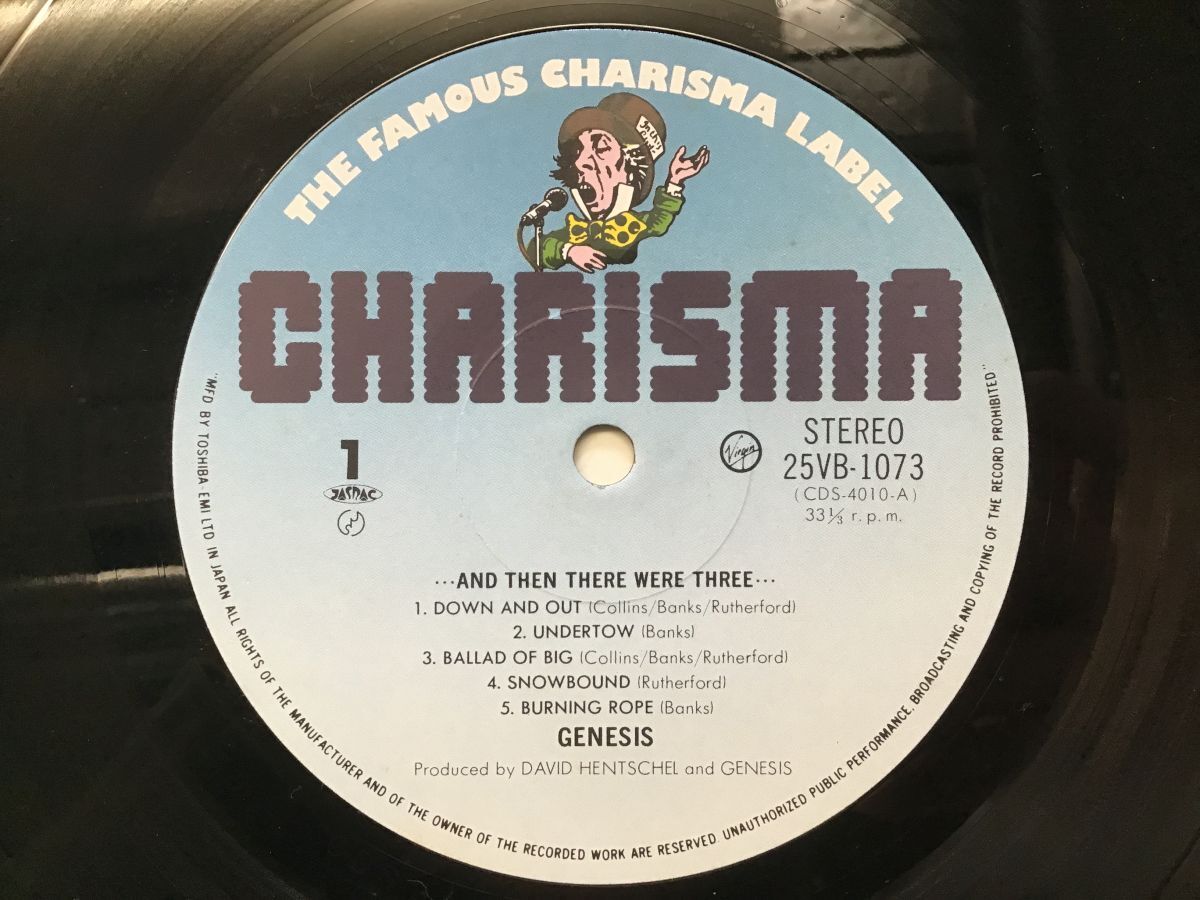 THE FAMOUS CHARISMA LABEL
CHARISMA
1
JASRAC
Virgin
STEREO
25VB-1073
(CDS-4010-A)
33⅓ r.p.m.
···AND THEN THERE WERE THREE···
1. DOWN AND OUT (Collins/Banks/Rutherford)
2. UNDERTOW (Banks)
3. BALLAD OF BIG (Collins/Banks/Rutherford)
4. SNOWBOUND (Rutherford)
5. BURNING ROPE (Banks)
GENESIS
Produced by DAVID HENTSCHEL and GENESIS
"MFD BY TOSHIBA-EMI LTD IN JAPAN ALL RIGHTS OF THE MANUFACTURER AND OF THE OWNER OF THE RECORDED WORK ARE RESERVED. UNAUTHORIZED PUBLIC PERFORMANCE, BROADCASTING AND COPYING OF THE RECORD PROHIBITED"